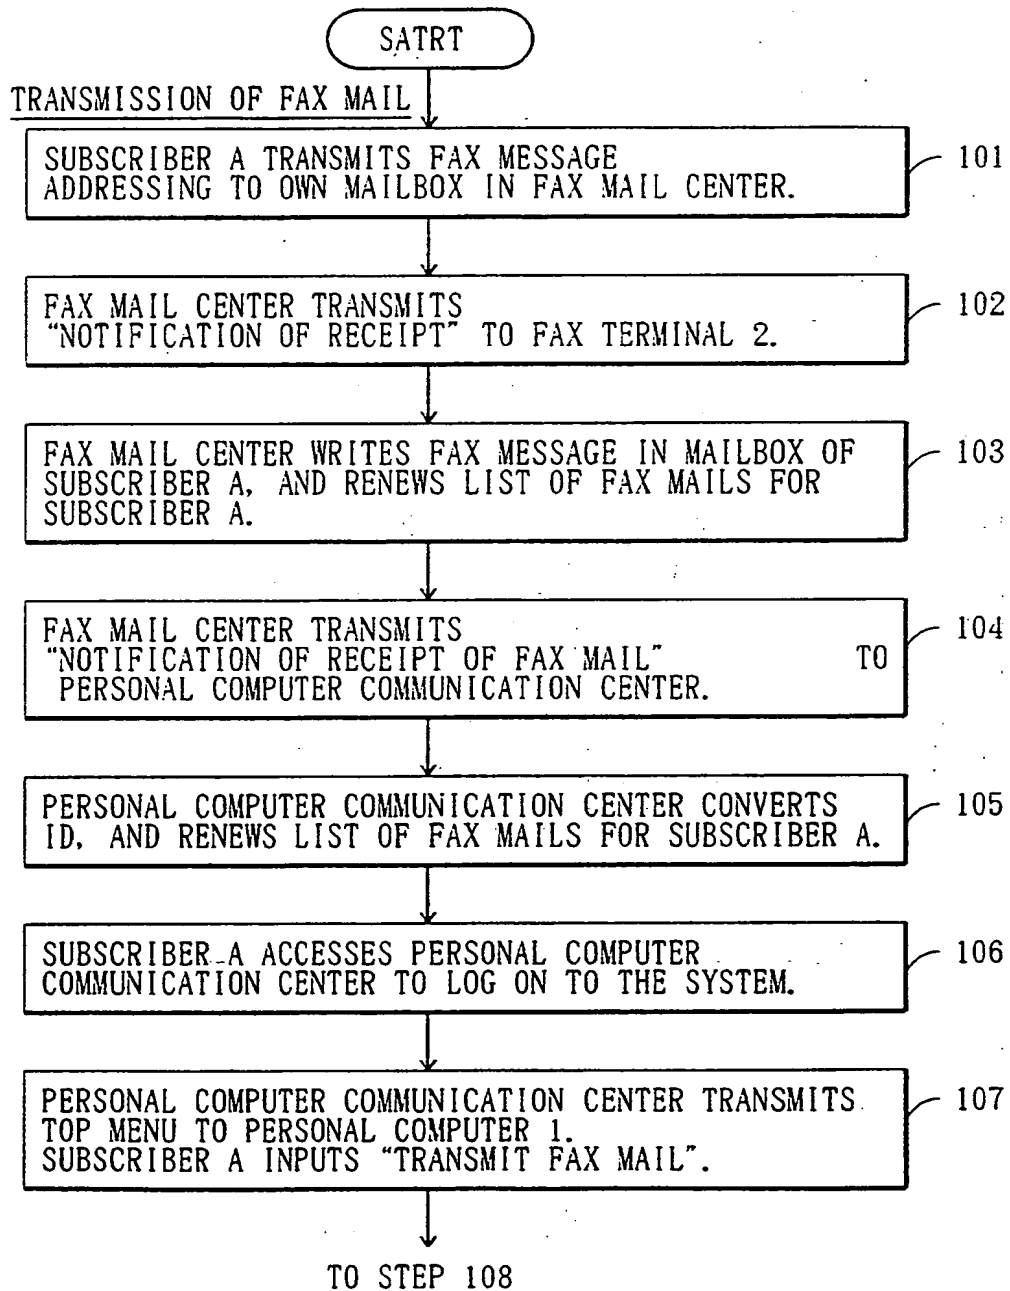 SATRT
TRANSMISSION OF FAX MAIL
SUBSCRIBER A TRANSMITS FAX MESSAGE
ADDRESSING TO OWN MAILBOX IN FAX MAIL CENTER.
101
FAX MAIL CENTER TRANSMITS
“NOTIFICATION OF RECEIPT” TO FAX TERMINAL 2.
102
FAX MAIL CENTER WRITES FAX MESSAGE IN MAILBOX OF
SUBSCRIBER A, AND RENEWS LIST OF FAX MAILS FOR
SUBSCRIBER A.
103
FAX MAIL CENTER TRANSMITS
“NOTIFICATION OF RECEIPT OF FAX MAIL” TO
PERSONAL COMPUTER COMMUNICATION CENTER.
104
PERSONAL COMPUTER COMMUNICATION CENTER CONVERTS
ID, AND RENEWS LIST OF FAX MAILS FOR SUBSCRIBER A.
105
SUBSCRIBER A ACCESSES PERSONAL COMPUTER
COMMUNICATION CENTER TO LOG ON TO THE SYSTEM.
106
PERSONAL COMPUTER COMMUNICATION CENTER TRANSMITS
TOP MENU TO PERSONAL COMPUTER 1.
SUBSCRIBER A INPUTS “TRANSMIT FAX MAIL”.
107
TO STEP 108